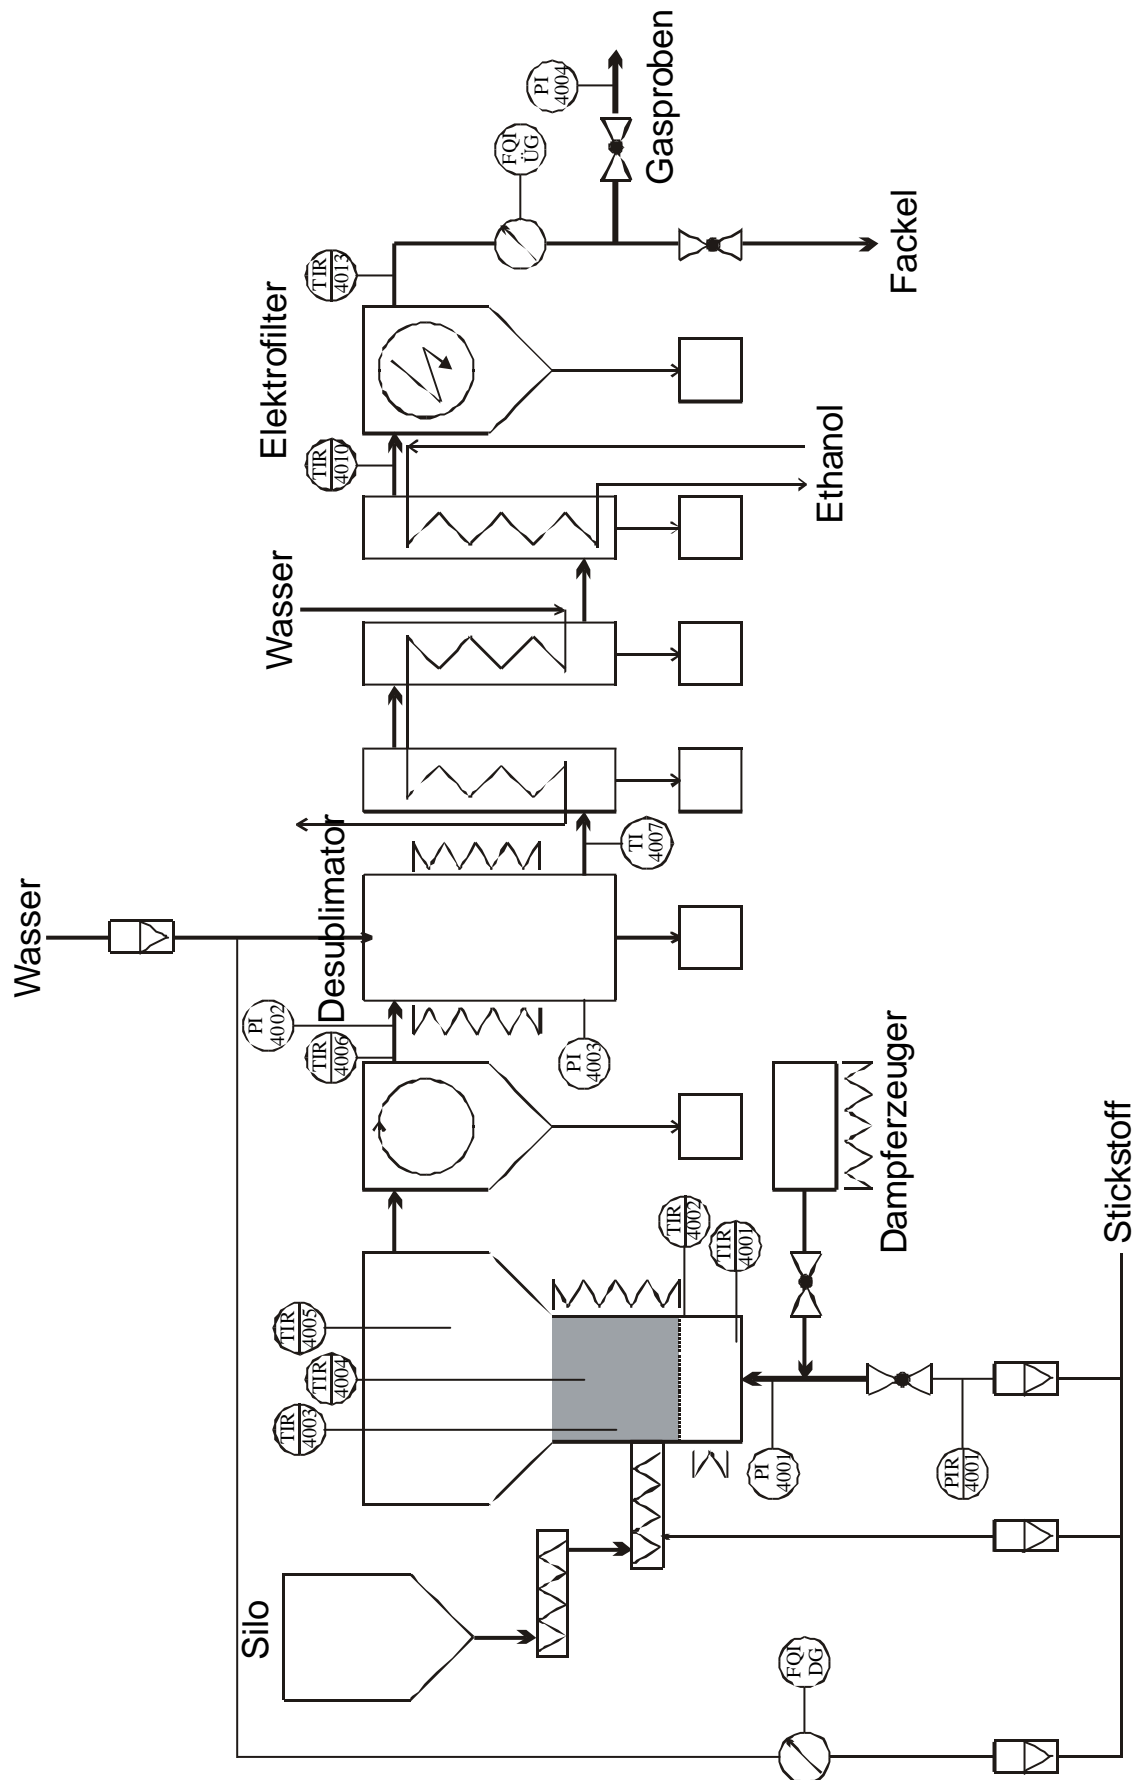 Wasser
Silo
PI
4002
Wasser
Elektrofilter
TIR
4003
TIR
4004
TIR
4005
TIR
4006
Desublimator
TIR
4010
TIR
4013
FQI
ÜG
PI
4004
PI
4003
TI
4007
Gasproben
TIR
4002
TIR
4001
PI
4001
FQI
DG
Ethanol
Dampferzeuger
Fackel
PIR
4001
Stickstoff